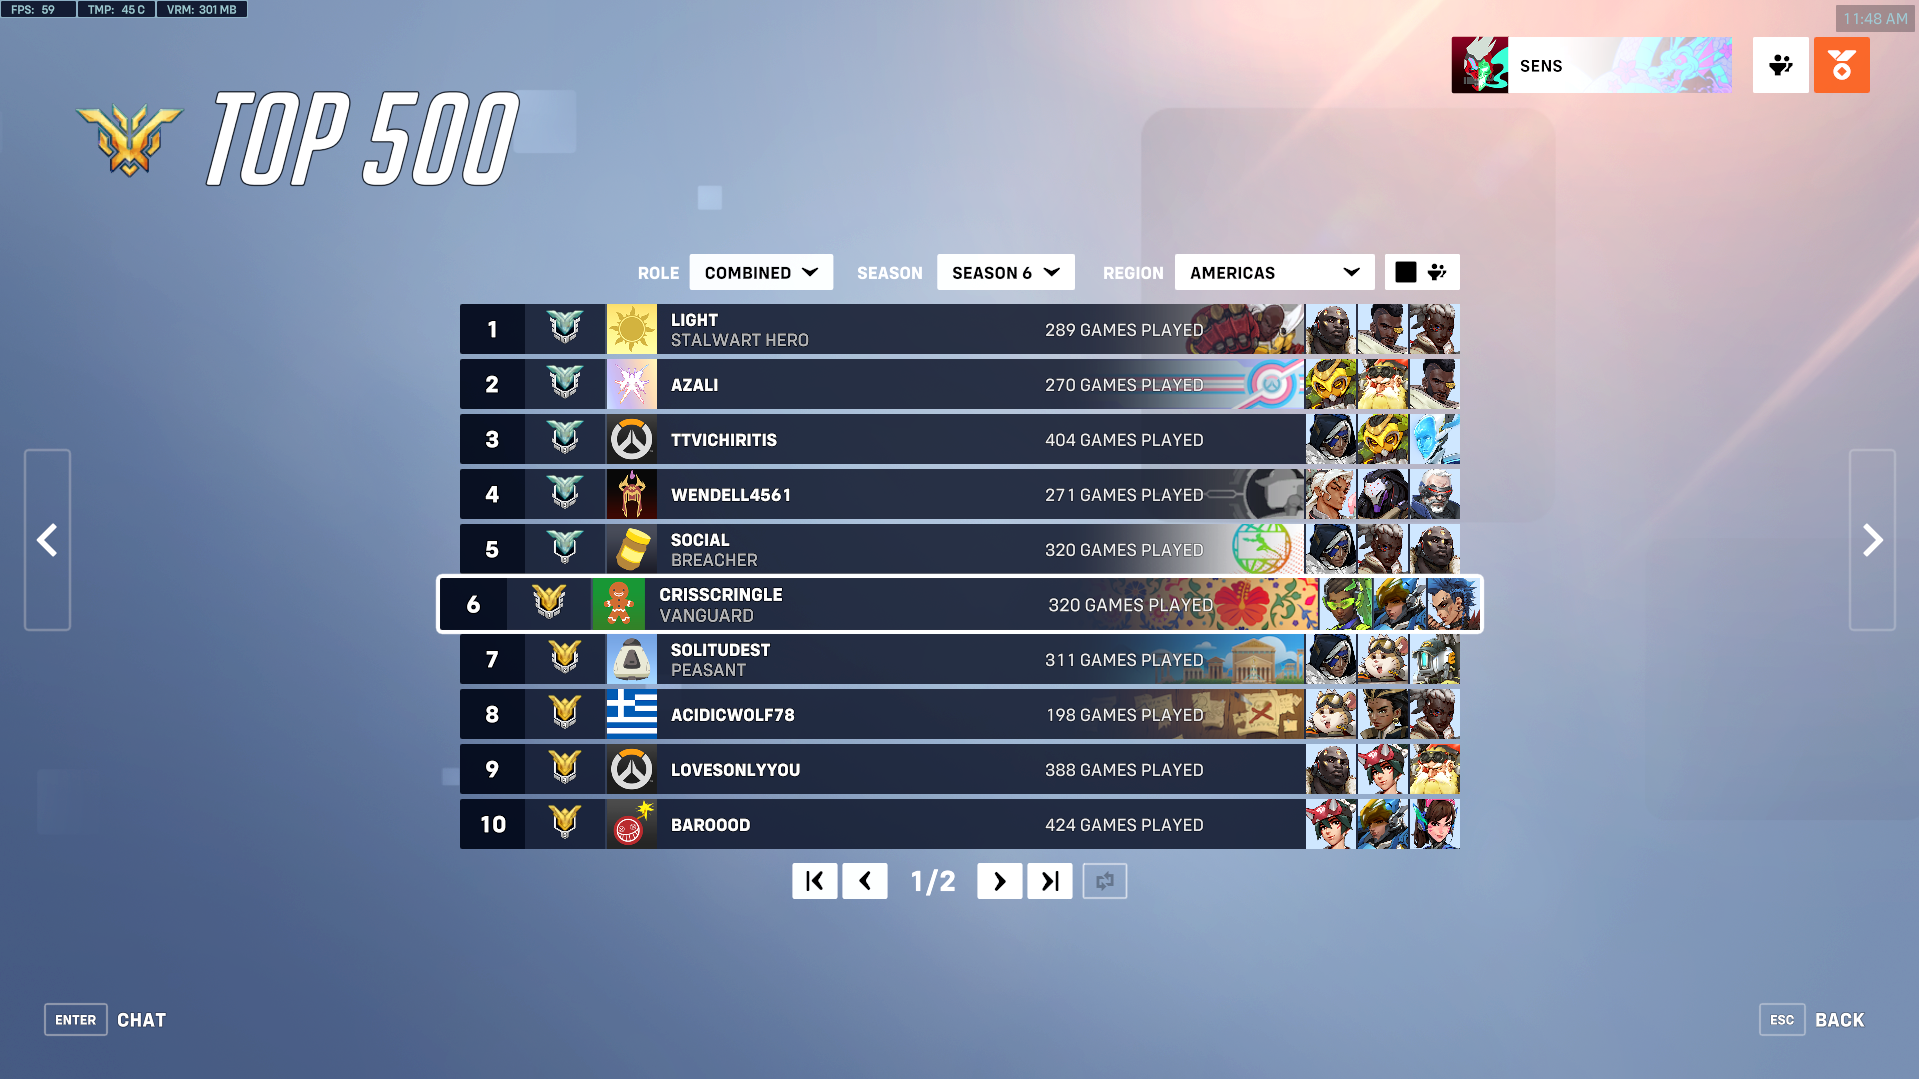 FPS: 59 TMP: 45 C VRM: 301 MB
11:48 AM
SENS
TOP 500
ROLE COMBINED SEASON SEASON 6 REGION AMERICAS
1 LIGHT 289 GAMES PLAYED
STALWART HERO
2 AZALI 270 GAMES PLAYED
3 TTVICHIRITIS 404 GAMES PLAYED
4 WENDELL4561 271 GAMES PLAYED
5 SOCIAL 320 GAMES PLAYED
BREACHER
6 CRISSCRINGLE 320 GAMES PLAYED
VANGUARD
7 SOLITUDEST 311 GAMES PLAYED
PEASANT
8 ACIDICWOLF78 198 GAMES PLAYED
9 LOVESONLYYOU 388 GAMES PLAYED
10 BAROOOD 424 GAMES PLAYED
1/2
ENTER CHAT
ESC BACK